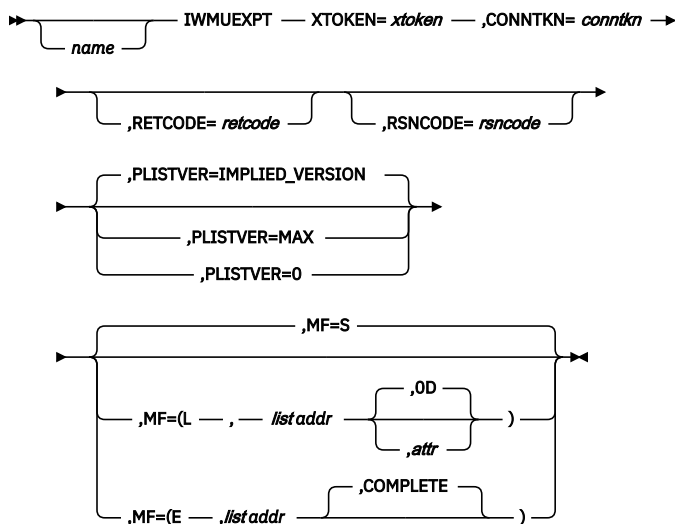 IWMUEXPT XTOKEN= xtoken ,CONNTKN= conntkn
name
,RETCODE= retcode ,RSNCODE= rsncode
,PLISTVER=IMPLIED_VERSION
,PLISTVER=MAX
,PLISTVER=0
,MF=S
,MF=(L , list addr ,0D )
,attr
,MF=(E ,list addr ,COMPLETE )